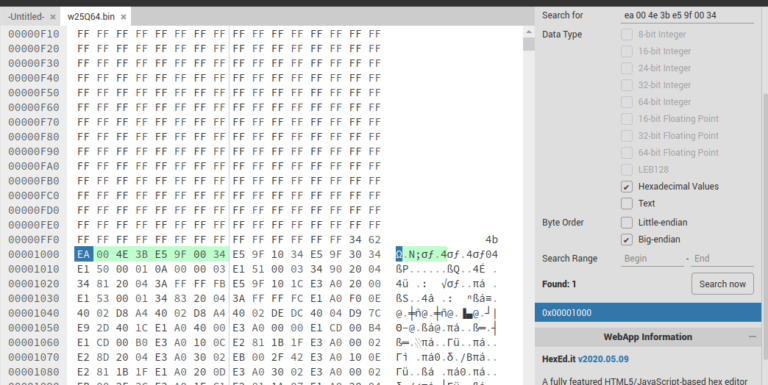 -Untitled- × w25Q64.bin ×
00000F10 FF FF FF FF FF FF FF FF FF FF FF FF FF FF FF FF
00000F20 FF FF FF FF FF FF FF FF FF FF FF FF FF FF FF FF
00000F30 FF FF FF FF FF FF FF FF FF FF FF FF FF FF FF FF
00000F40 FF FF FF FF FF FF FF FF FF FF FF FF FF FF FF FF
00000F50 FF FF FF FF FF FF FF FF FF FF FF FF FF FF FF FF
00000F60 FF FF FF FF FF FF FF FF FF FF FF FF FF FF FF FF
00000F70 FF FF FF FF FF FF FF FF FF FF FF FF FF FF FF FF
00000F80 FF FF FF FF FF FF FF FF FF FF FF FF FF FF FF FF
00000F90 FF FF FF FF FF FF FF FF FF FF FF FF FF FF FF FF
00000FA0 FF FF FF FF FF FF FF FF FF FF FF FF FF FF FF FF
00000FB0 FF FF FF FF FF FF FF FF FF FF FF FF FF FF FF FF
00000FC0 FF FF FF FF FF FF FF FF FF FF FF FF FF FF FF FF
00000FD0 FF FF FF FF FF FF FF FF FF FF FF FF FF FF FF FF
00000FE0 FF FF FF FF FF FF FF FF FF FF FF FF FF FF FF FF
00000FF0 FF FF FF FF FF FF FF FF FF FF FF FF FF FF 34 62 4b
00001000 EA 00 4E 3B E5 9F 00 34 E5 9F 10 34 E5 9F 30 34 Ω.N;σƒ.4σƒ.4σƒ04
00001010 E1 50 00 01 0A 00 00 03 E1 51 00 03 34 90 20 04 ßP......ßQ..4É .
00001020 34 81 20 04 3A FF FF FB E5 9F 10 1C E3 A0 20 00
00001030 E1 53 00 01 34 83 20 04 3A FF FF FC E1 A0 F0 0E
00001040 40 02 D8 A4 40 02 D8 A4 40 02 DE DC 40 04 D9 7C
00001050 E9 2D 40 1C E1 A0 40 00 E3 A0 00 00 E1 CD 00 B4
00001060 E1 CD 00 B0 E3 A0 10 0C E2 81 1B 1F E3 A0 00 02
00001070 E2 8D 20 04 E3 A0 30 02 EB 00 2F 42 E3 A0 10 0E
00001080 E2 81 1B 1F E1 A0 20 0D E3 A0 30 02 E3 A0 00 02
Search for ea 00 4e 3b e5 9f 00 34
Data Type 8-bit Integer
16-bit Integer
24-bit Integer
32-bit Integer
64-bit Integer
16-bit Floating Point
32-bit Floating Point
64-bit Floating Point
LEB128
Hexadecimal Values
Text
Byte Order Little-endian
Big-endian
Search Range Begin - End
Found: 1 Search now
0x00001000
WebApp Information
HexEd.it v2020.05.09
A fully featured HTML5/JavaScript-based hex editor